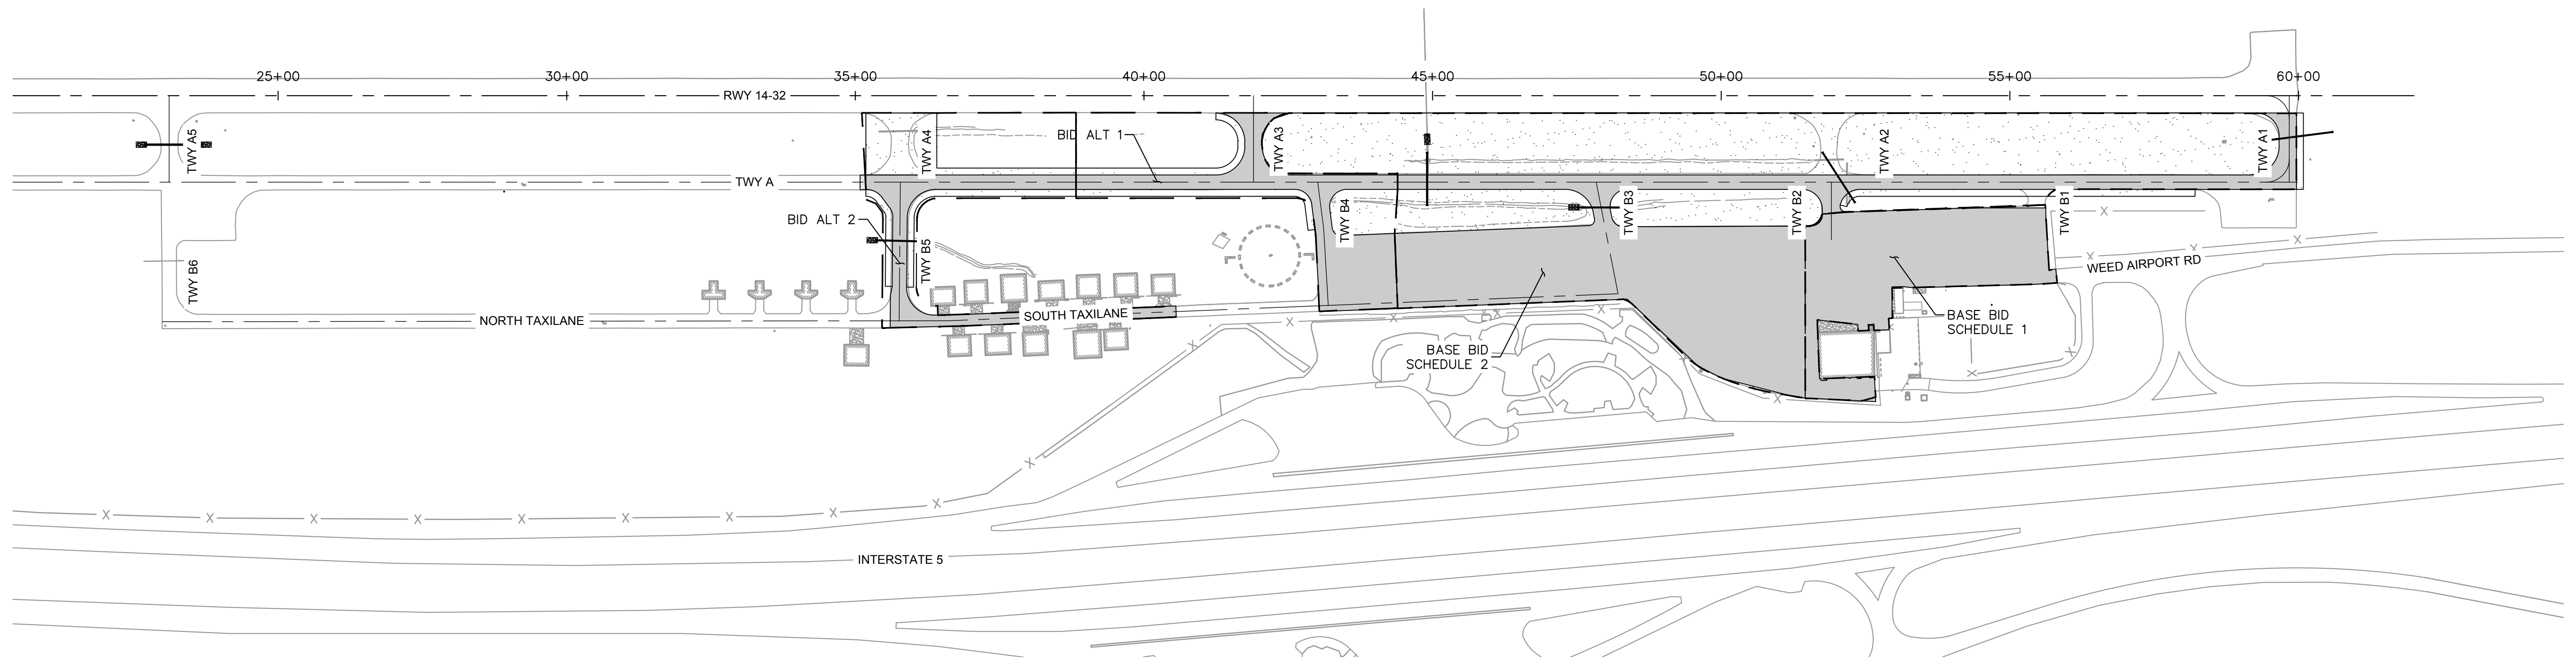 25+00
30+00
35+00
40+00
45+00
50+00
55+00
60+00
RWY 14-32
TWY A5
TWY A4
BID ALT 1
TWY A3
TWY A2
TWY A1
TWY A
BID ALT 2
TWY B6
TWY B5
TWY B4
TWY B3
TWY B2
TWY B1
WEED AIRPORT RD
NORTH TAXILANE
SOUTH TAXILANE
BASE BID
SCHEDULE 2
BASE BID
SCHEDULE 1
INTERSTATE 5